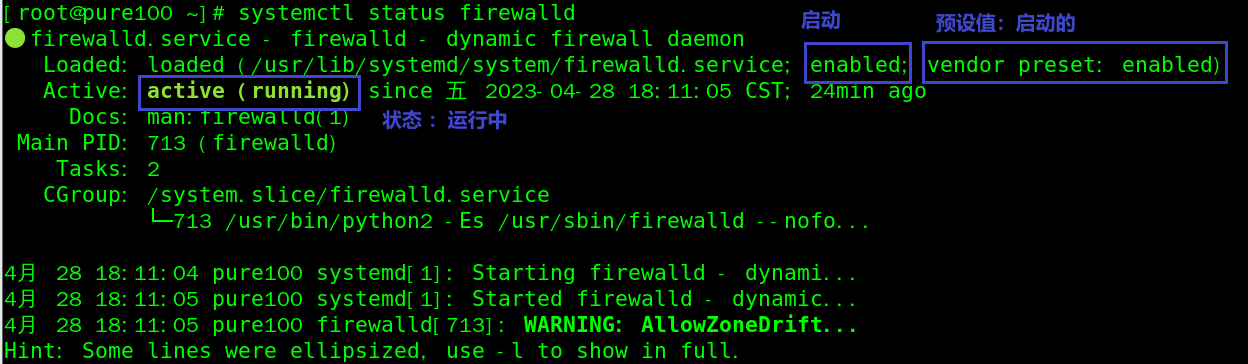 [root@pure100 ~]# systemctl status firewalld
启动
预设值：启动的
firewalld.service - firewalld - dynamic firewall daemon
Loaded: loaded (/usr/lib/systemd/system/firewalld.service; enabled; vendor preset: enabled)
Active: active (running) since 五 2023-04-28 18:11:05 CST; 24min ago
Docs: man:firewalld(1)
状态：运行中
Main PID: 713 (firewalld)
Tasks: 2
CGroup: /system.slice/firewalld.service
└─713 /usr/bin/python2 -Es /usr/sbin/firewalld --nofo...
4月 28 18:11:04 pure100 systemd[1]: Starting firewalld - dynami...
4月 28 18:11:05 pure100 systemd[1]: Started firewalld - dynamic...
4月 28 18:11:05 pure100 firewalld[713]: WARNING: AllowZoneDrift...
Hint: Some lines were ellipsized, use -l to show in full.